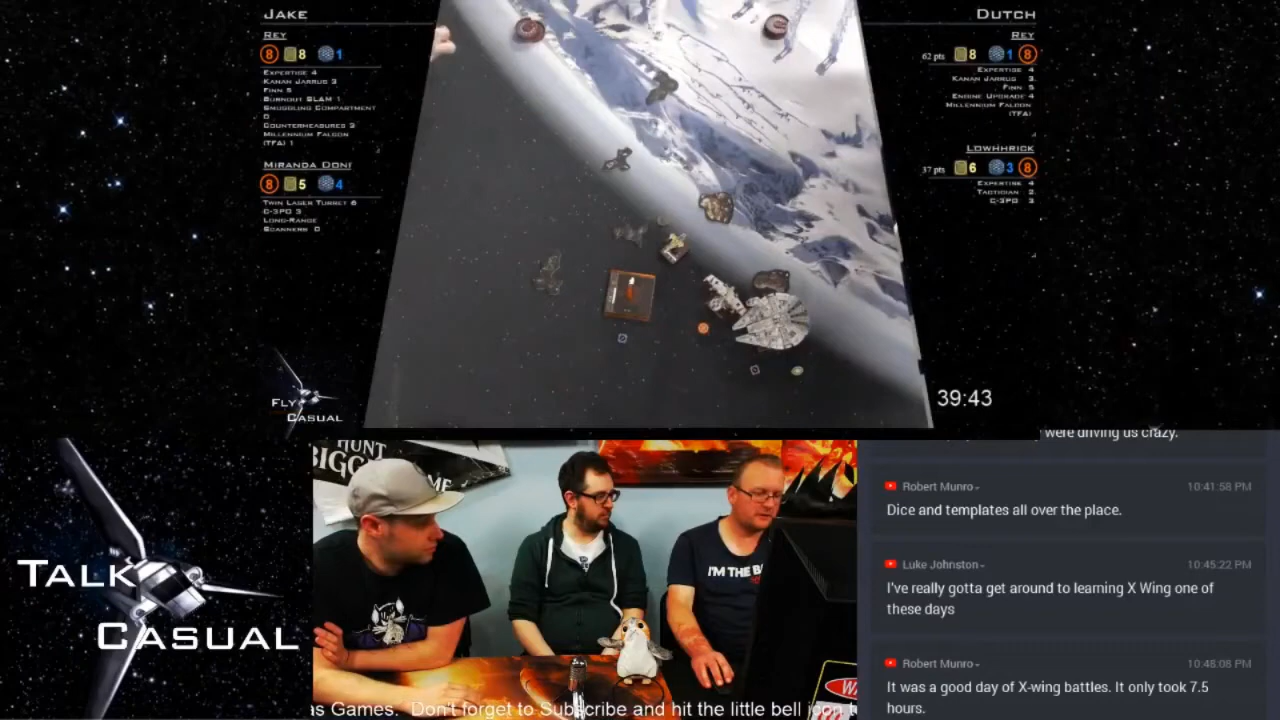 JAKE
REY
8 8 1
EXPERTISE 4
KANAN JARRUS 3
FINN 5
BURNOUT SLAM 1
SMUGGLING COMPARTMENT
0
COUNTERMEASURES 3
MILLENNIUM FALCON
(TFA) 1
MIRANDA DONI
8 5 4
TWIN LASER TURRET 6
C-3PO 3
LONG-RANGE
SCANNERS 0
DUTCH
REY
62 pts 8 1 8
EXPERTISE 4
KANAN JARRUS 3
FINN 5
ENGINE UPGRADE 4
MILLENNIUM FALCON
(TFA)
LOWHHRICK
37 pts 6 3 8
EXPERTISE 4
TACTICIAN 2
C-3PO 3
FLY
CASUAL
39:43
TALK
CASUAL
HUNT
BIGG
ME
I'M THE B
WA
as Games. Don't forget to Subscribe and hit the little bell icon t
were driving us crazy.
Robert Munro 10:41:58 PM
Dice and templates all over the place.
Luke Johnston 10:45:22 PM
I've really gotta get around to learning X Wing one of
these days
Robert Munro 10:48:08 PM
It was a good day of X-wing battles. It only took 7.5
hours.